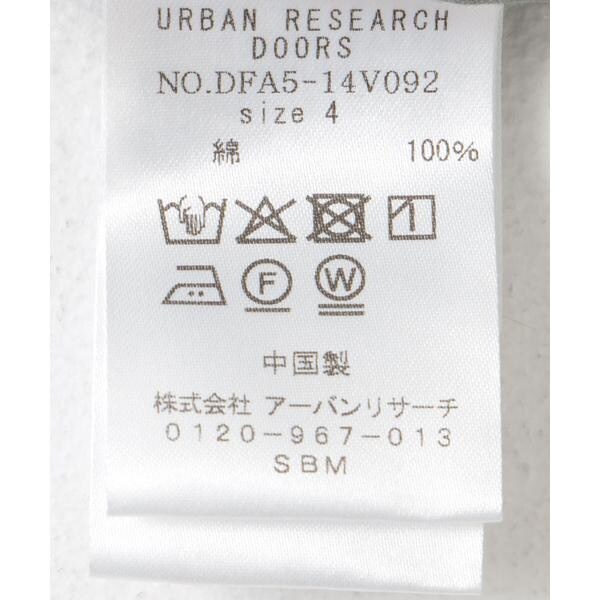 URBAN RESEARCH
DOORS
NO.DFA5-14V092
size 4
綿 100%
F W
中国製
株式会社 アーバンリサーチ
0120-967-013
SBM